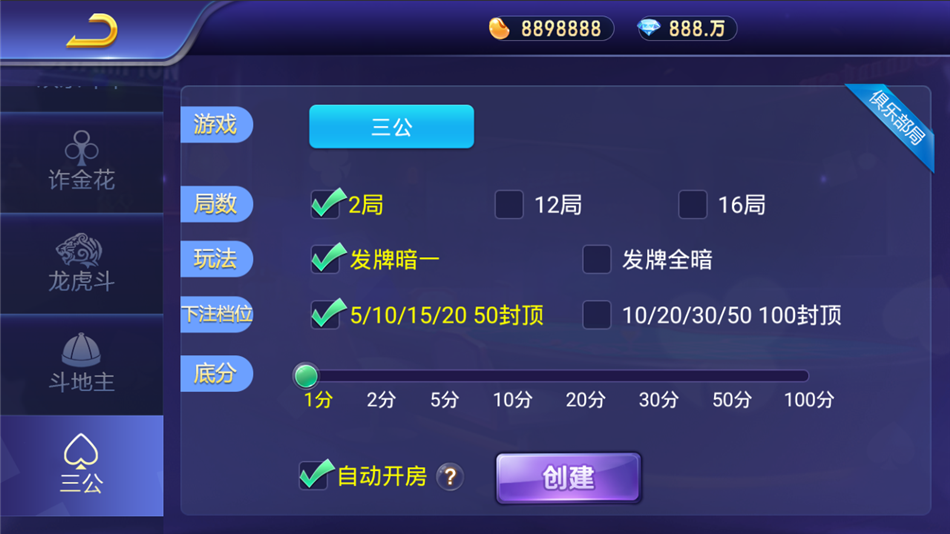 8898888
888.万
俱乐部局
诈金花
龙虎斗
斗地主
三公
游戏
三公
局数
2局
12局
16局
玩法
发牌暗一
发牌全暗
下注档位
5/10/15/20 50封顶
10/20/30/50 100封顶
底分
1分 2分 5分 10分 20分 30分 50分 100分
自动开房 ?
创建